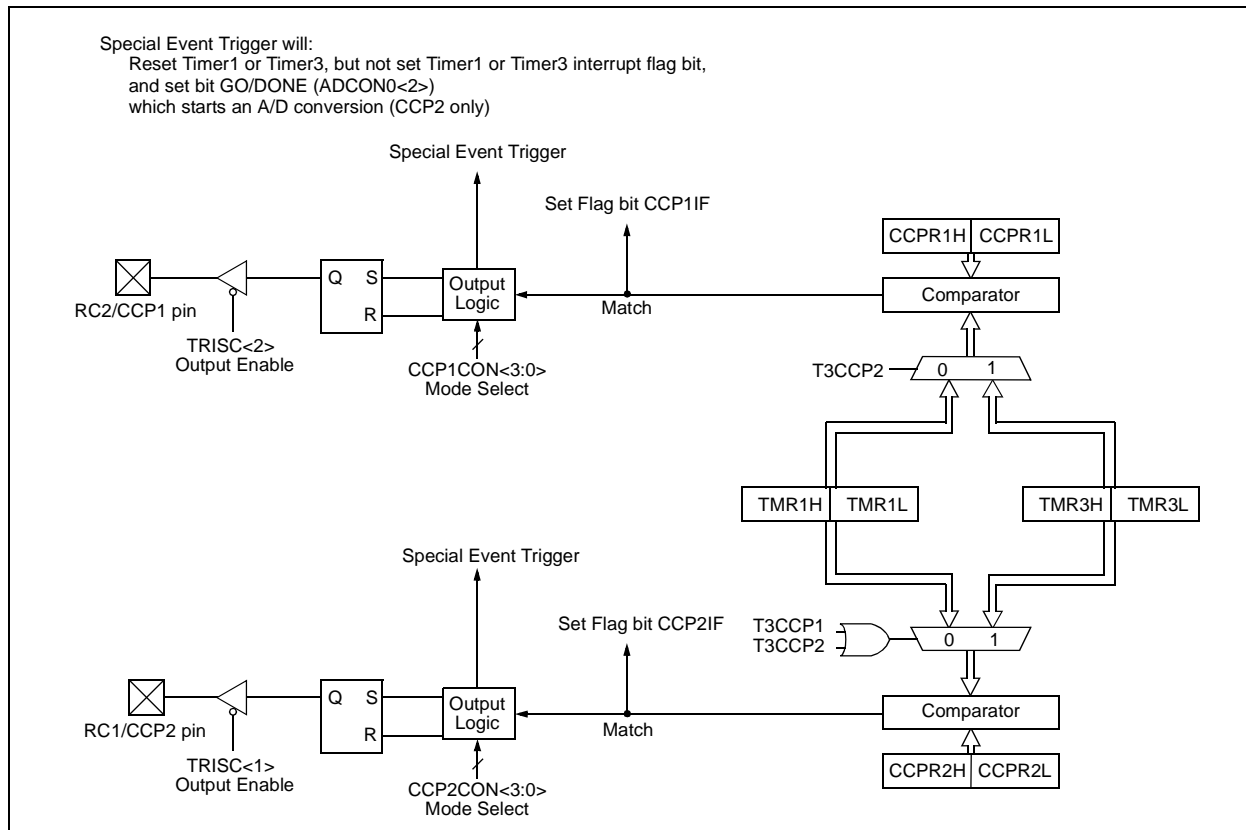 Special Event Trigger will:
Reset Timer1 or Timer3, but not set Timer1 or Timer3 interrupt flag bit,
and set bit GO/DONE (ADCON0<2>)
which starts an A/D conversion (CCP2 only)
Special Event Trigger
Set Flag bit CCP1IF
CCPR1H CCPR1L
Q S
R
Output
Logic
Comparator
RC2/CCP1 pin
Match
TRISC<2>
Output Enable
CCP1CON<3:0>
Mode Select
T3CCP2
0 1
TMR1H TMR1L
TMR3H TMR3L
Special Event Trigger
Set Flag bit CCP2IF
T3CCP1
T3CCP2
0 1
Q S
R
Output
Logic
Comparator
RC1/CCP2 pin
Match
TRISC<1>
Output Enable
CCPR2H CCPR2L
CCP2CON<3:0>
Mode Select